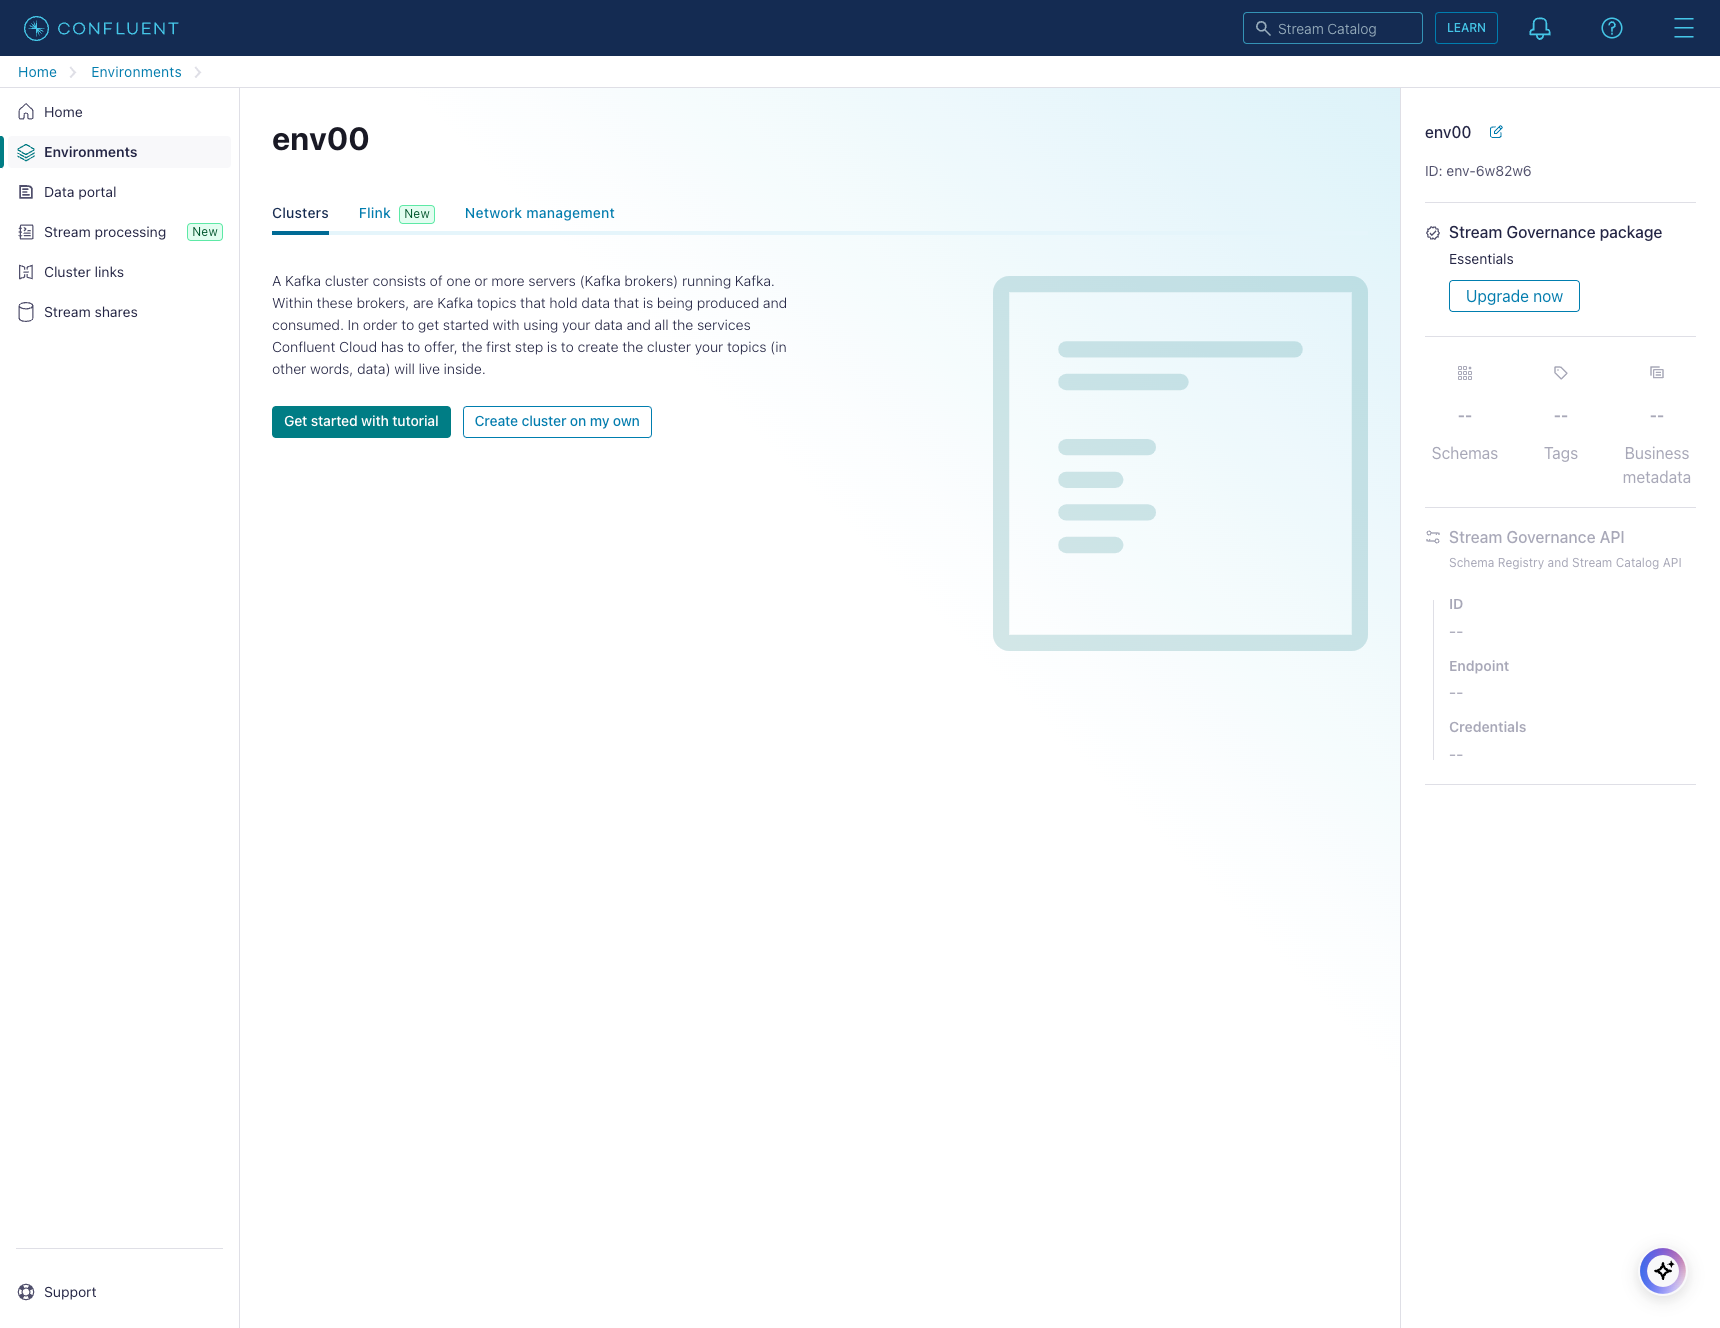 CONFLUENT
Stream Catalog
LEARN
Home
Environments
Home
Environments
Data portal
Stream processing New
Cluster links
Stream shares
Support
env00
Clusters
Flink New
Network management
A Kafka cluster consists of one or more servers (Kafka brokers) running Kafka.
Within these brokers, are Kafka topics that hold data that is being produced and
consumed. In order to get started with using your data and all the services
Confluent Cloud has to offer, the first step is to create the cluster your topics (in
other words, data) will live inside.
Get started with tutorial
Create cluster on my own
env00
ID: env-6w82w6
Stream Governance package
Essentials
Upgrade now
--
Schemas
--
Tags
--
Business
metadata
Stream Governance API
Schema Registry and Stream Catalog API
ID
--
Endpoint
--
Credentials
--